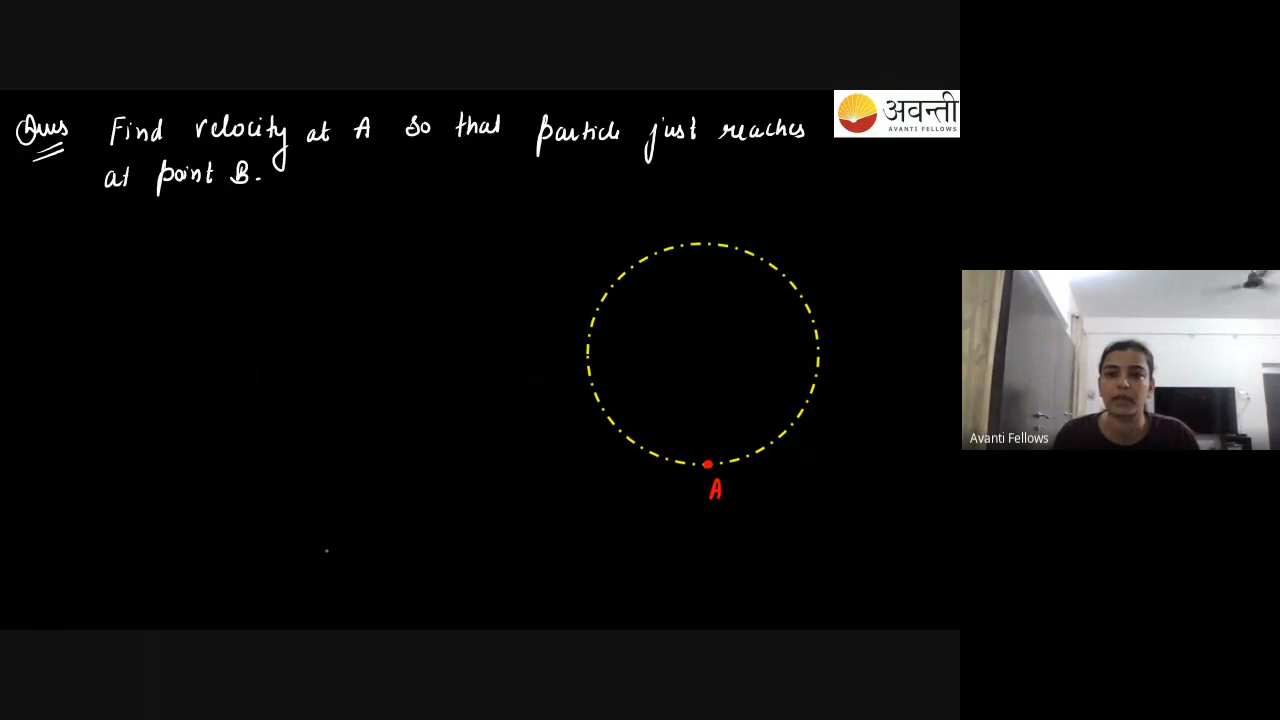 Ques Find velocity at A so that particle just reaches
at point B.
अवन्ती
AVANTI FELLOWS
A
Avanti Fellows